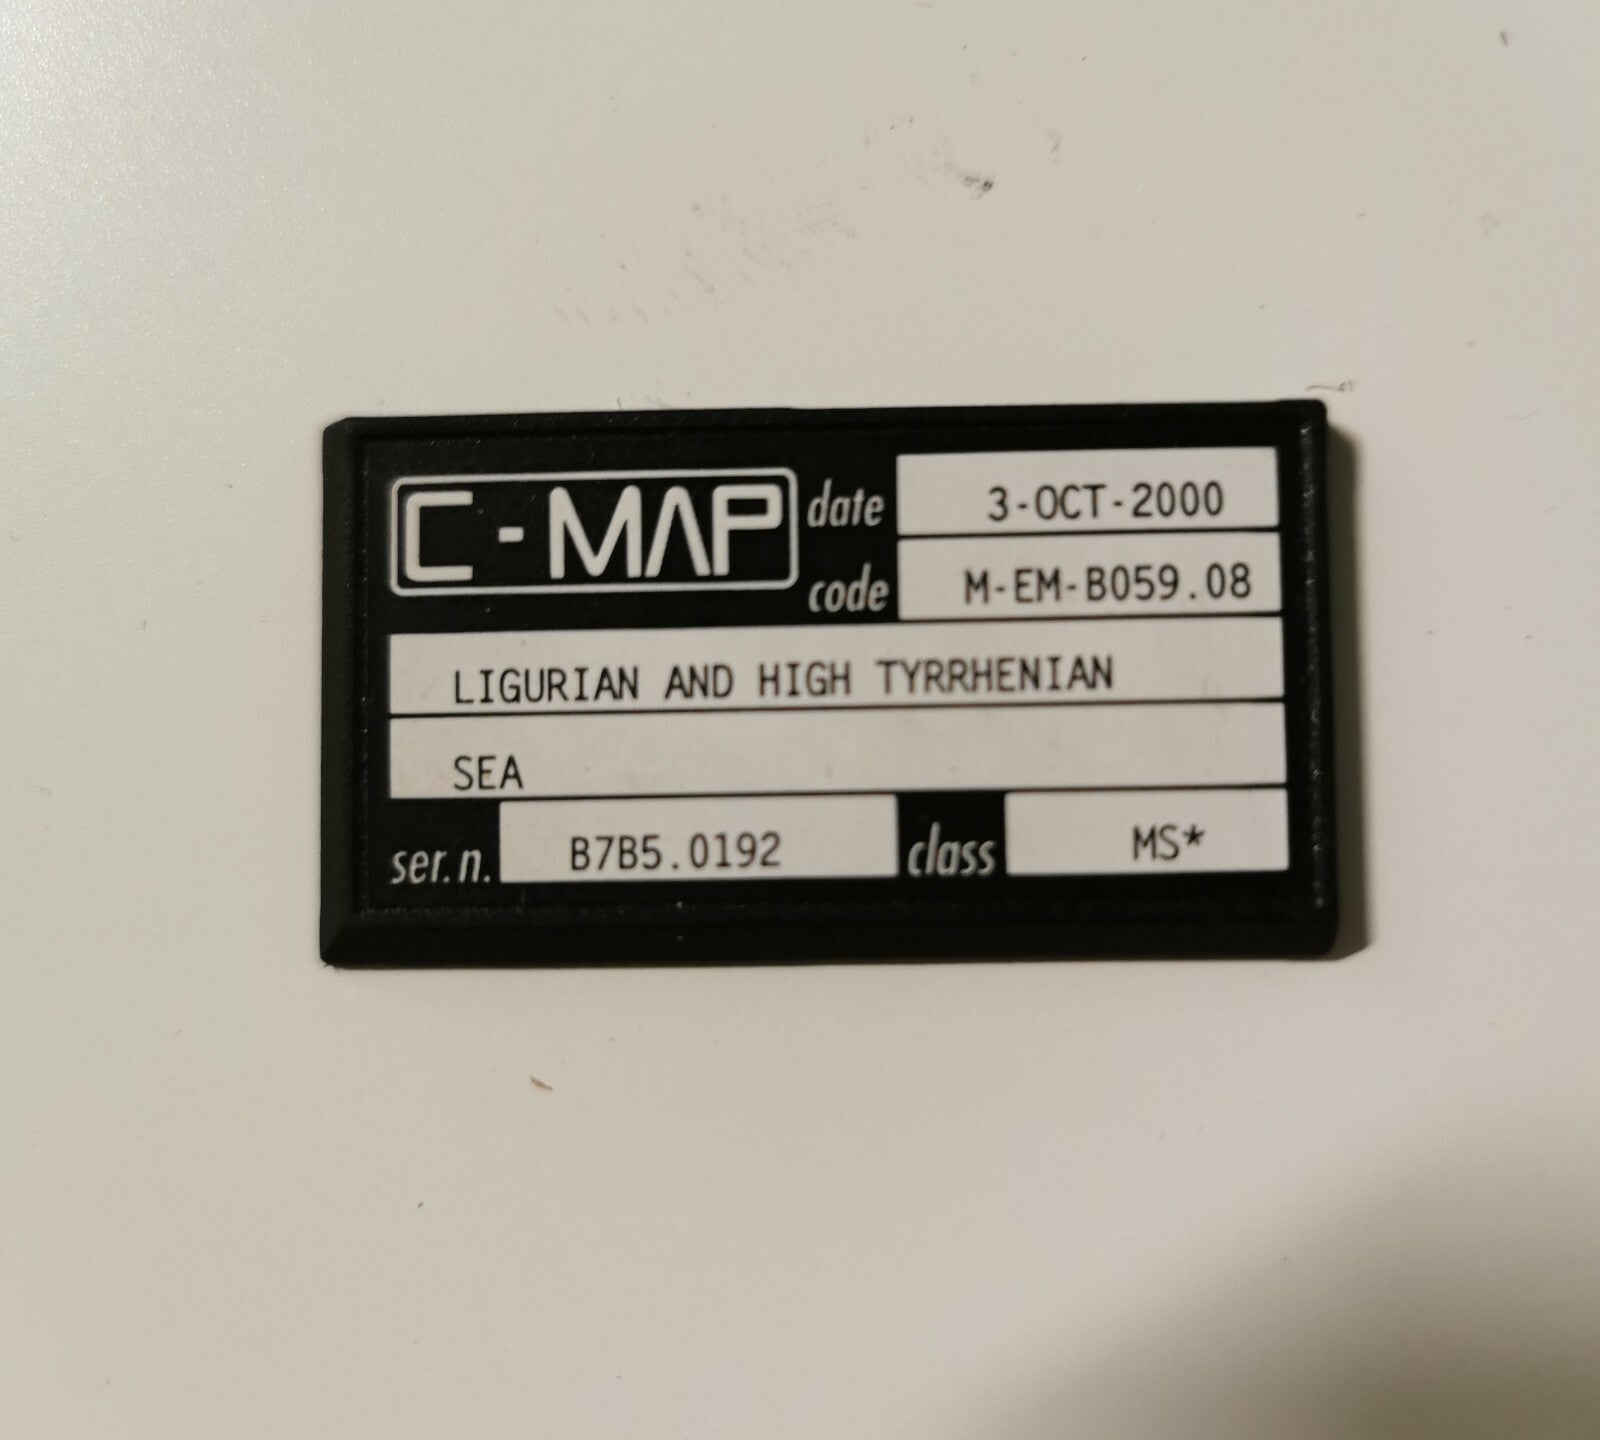 C-MAP date 3-OCT-2000
code M-EM-B059.08
LIGURIAN AND HIGH TYRRHENIAN
SEA
ser.n. B7B5.0192 class MS*